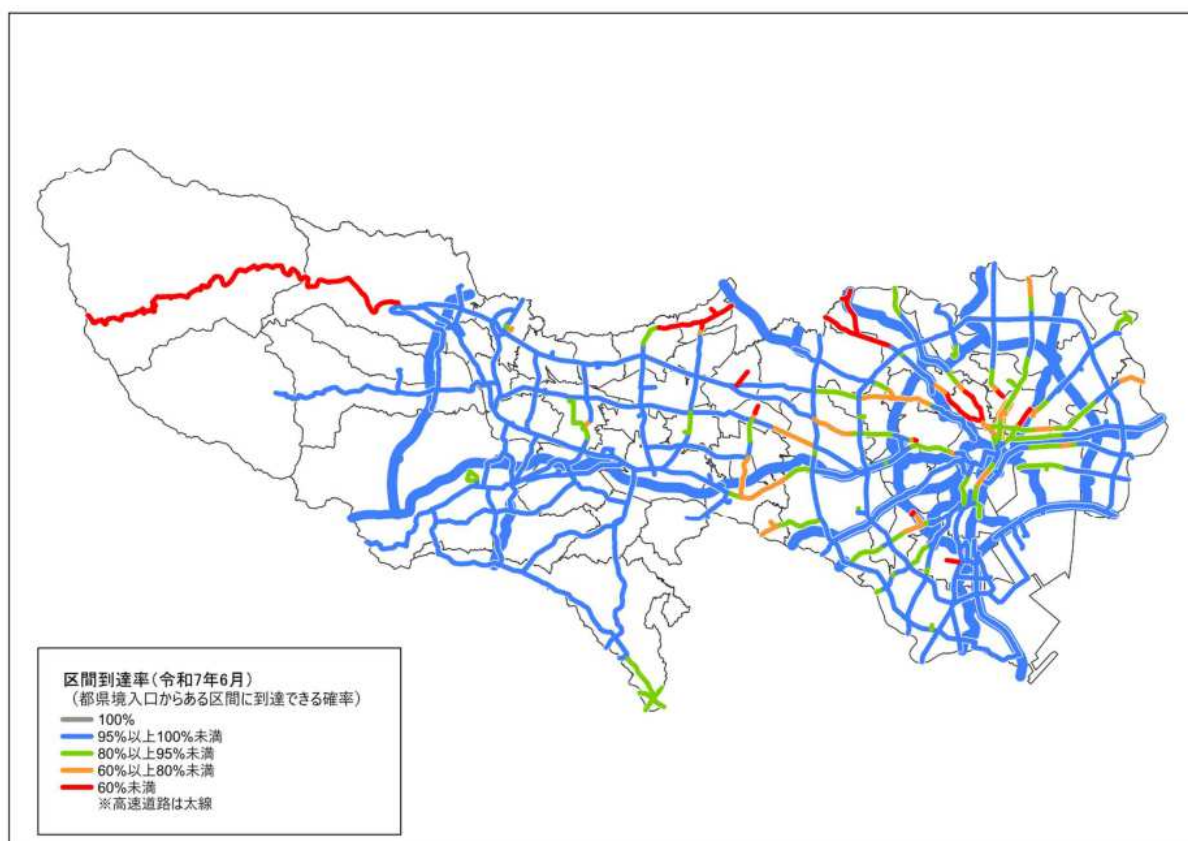 区間到達率(令和7年6月)
(都県境入口からある区間に到達できる確率)
100%
95%以上100%未満
80%以上95%未満
60%以上80%未満
60%未満
※高速道路は太線